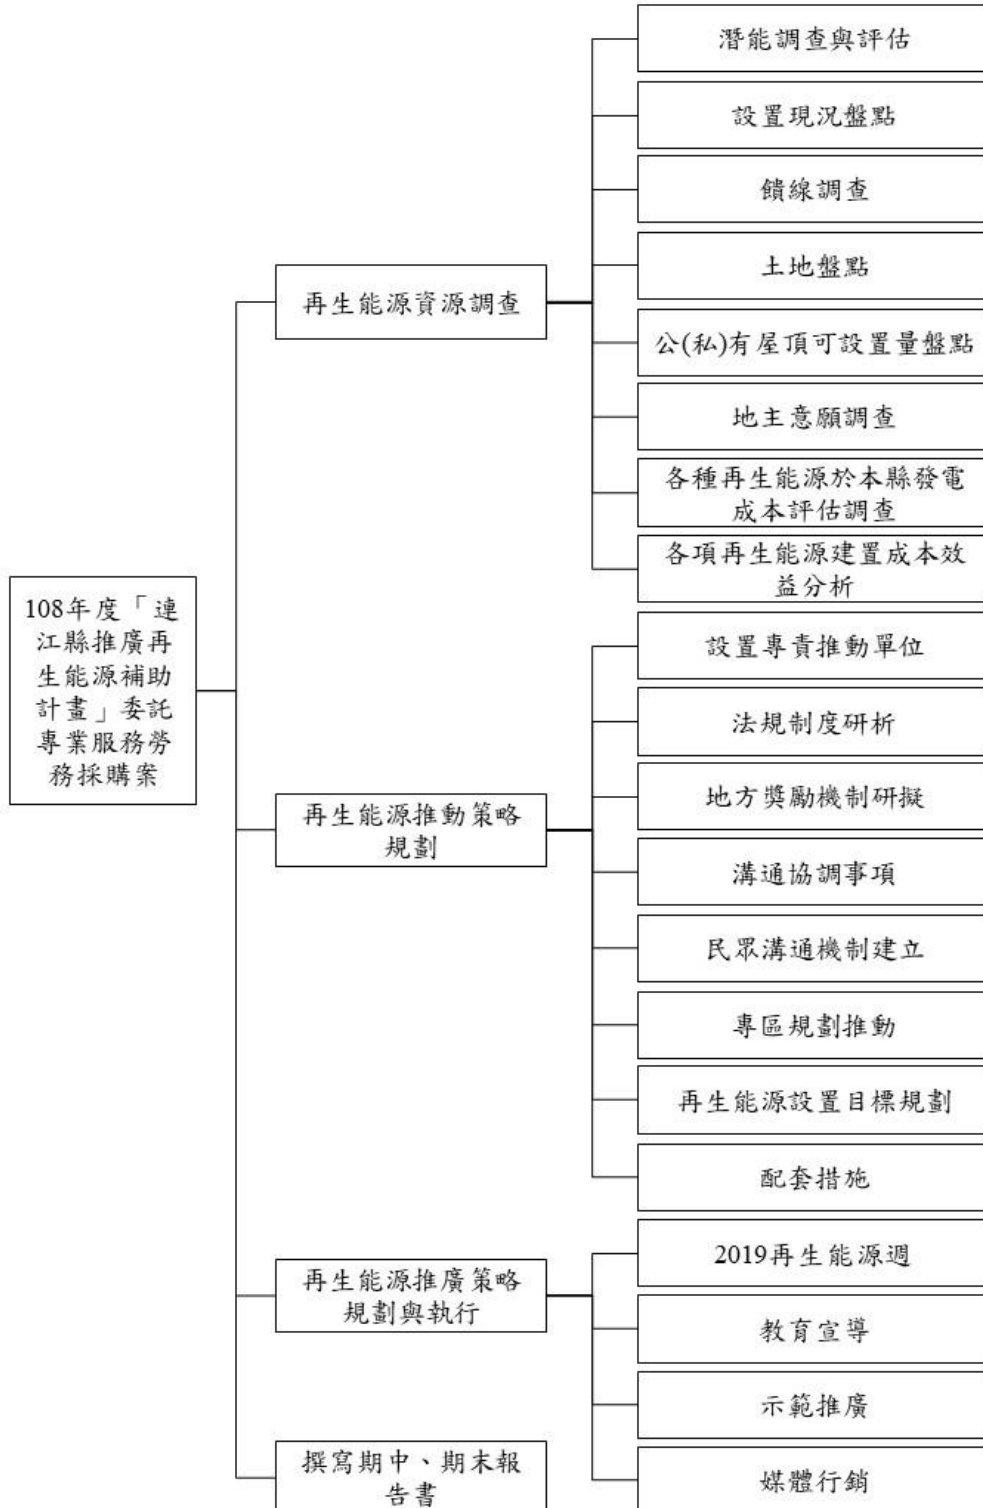 108年度「連
江縣推廣再
生能源補助
計畫」委託
專業服務勞
務採購案
再生能源資源調查
潛能調查與評估
設置現況盤點
饋線調查
土地盤點
公(私)有屋頂可設置量盤點
地主意願調查
各種再生能源於本縣發電
成本評估調查
各項再生能源建置成本效
益分析
再生能源推動策略
規劃
設置專責推動單位
法規制度研析
地方獎勵機制研擬
溝通協調事項
民眾溝通機制建立
專區規劃推動
再生能源設置目標規劃
配套措施
再生能源推廣策略
規劃與執行
2019再生能源週
教育宣導
示範推廣
媒體行銷
撰寫期中、期末報
告書